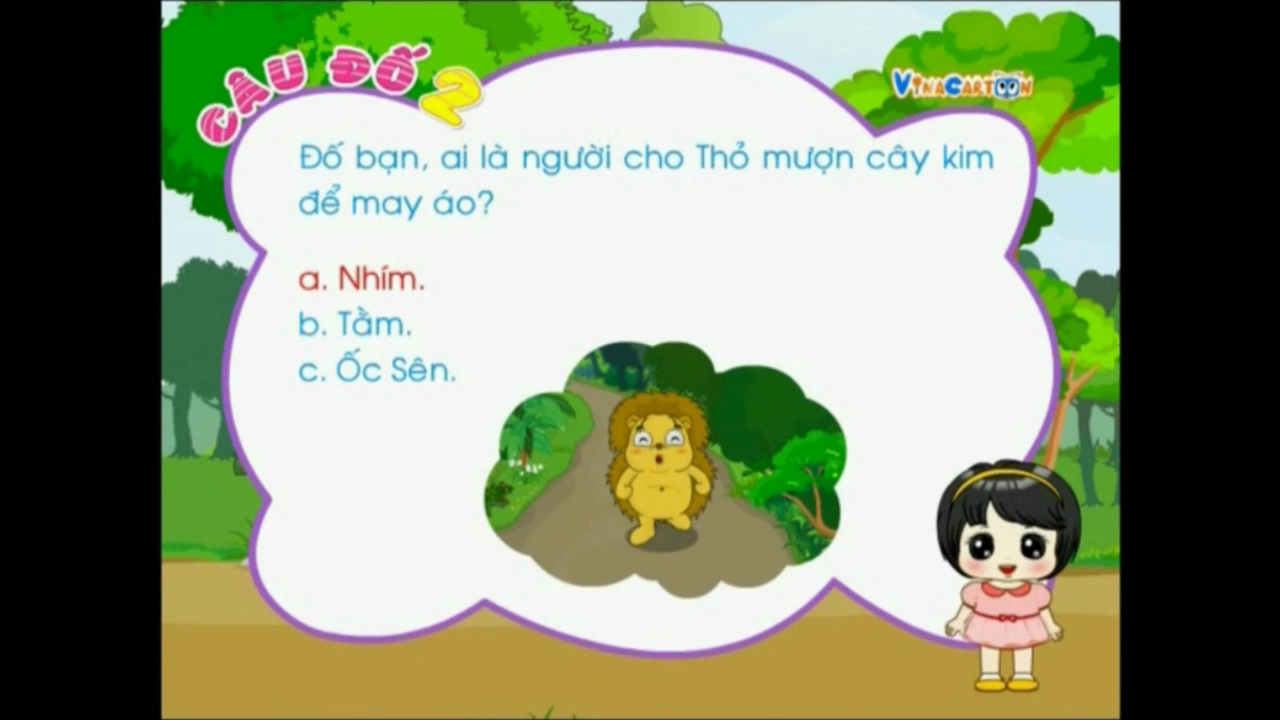 CÂU ĐỐ 2
VINACARTOON
Đố bạn, ai là người cho Thỏ mượn cây kim
để may áo?
a. Nhím.
b. Tằm.
c. Ốc Sên.